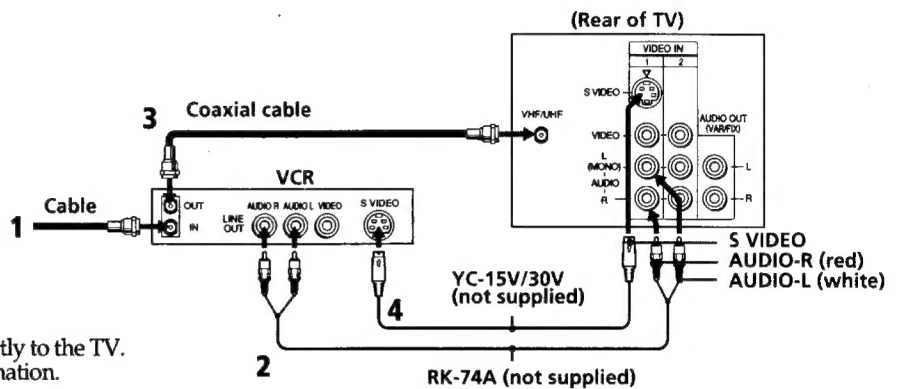 (Rear of TV)
VIDEO IN
1 2
S VIDEO
3 Coaxial cable
VHF/UHF
AUDIO OUT
(VAR/FIX)
VIDEO
L
(MONO)
AUDIO
R
L
R
VCR
1 Cable
OUT
IN
LINE
OUT
AUDIO R AUDIO L VIDEO
S VIDEO
S VIDEO
AUDIO-R (red)
AUDIO-L (white)
YC-15V/30V
(not supplied)
4
2
RK-74A (not supplied)
tly to the TV.
nation.